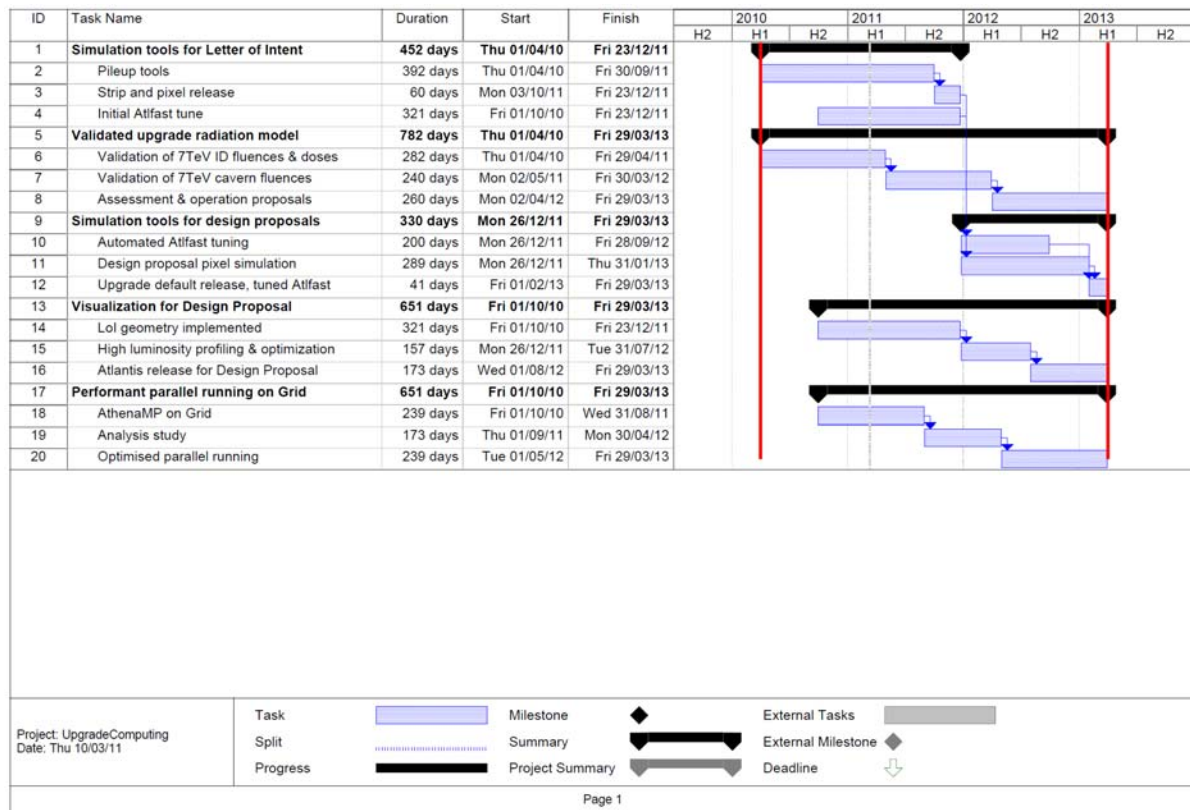 ID Task Name Duration Start Finish 2010 2011 2012 2013
H2 H1 H2 H1 H2 H1 H2 H1 H2
1 Simulation tools for Letter of Intent 452 days Thu 01/04/10 Fri 23/12/11
2 Pileup tools 392 days Thu 01/04/10 Fri 30/09/11
3 Strip and pixel release 60 days Mon 03/10/11 Fri 23/12/11
4 Initial Atlfast tune 321 days Fri 01/10/10 Fri 23/12/11
5 Validated upgrade radiation model 782 days Thu 01/04/10 Fri 29/03/13
6 Validation of 7TeV ID fluences & doses 282 days Thu 01/04/10 Fri 29/04/11
7 Validation of 7TeV cavern fluences 240 days Mon 02/05/11 Fri 30/03/12
8 Assessment & operation proposals 260 days Mon 02/04/12 Fri 29/03/13
9 Simulation tools for design proposals 330 days Mon 26/12/11 Fri 29/03/13
10 Automated Atlfast tuning 200 days Mon 26/12/11 Fri 28/09/12
11 Design proposal pixel simulation 289 days Mon 26/12/11 Thu 31/01/13
12 Upgrade default release, tuned Atlfast 41 days Fri 01/02/13 Fri 29/03/13
13 Visualization for Design Proposal 651 days Fri 01/10/10 Fri 29/03/13
14 LoI geometry implemented 321 days Fri 01/10/10 Fri 23/12/11
15 High luminosity profiling & optimization 157 days Mon 26/12/11 Tue 31/07/12
16 Atlantis release for Design Proposal 173 days Wed 01/08/12 Fri 29/03/13
17 Performant parallel running on Grid 651 days Fri 01/10/10 Fri 29/03/13
18 AthenaMP on Grid 239 days Fri 01/10/10 Wed 31/08/11
19 Analysis study 173 days Thu 01/09/11 Mon 30/04/12
20 Optimised parallel running 239 days Tue 01/05/12 Fri 29/03/13
Project: UpgradeComputing
Date: Thu 10/03/11
Task Milestone External Tasks
Split Summary External Milestone
Progress Project Summary Deadline
Page 1